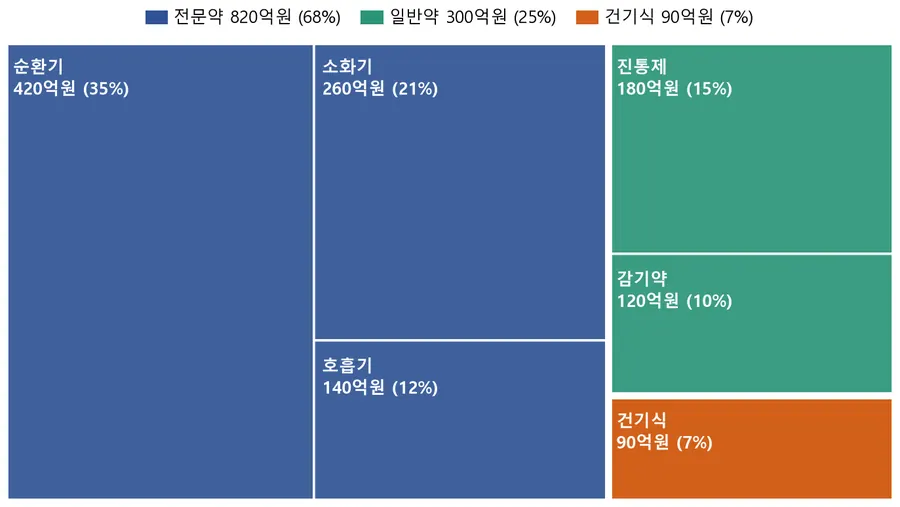 전문약 820억원 (68%) 일반약 300억원 (25%) 건기식 90억원 (7%)
순환기
420억원 (35%)
소화기
260억원 (21%)
호흡기
140억원 (12%)
진통제
180억원 (15%)
감기약
120억원 (10%)
건기식
90억원 (7%)